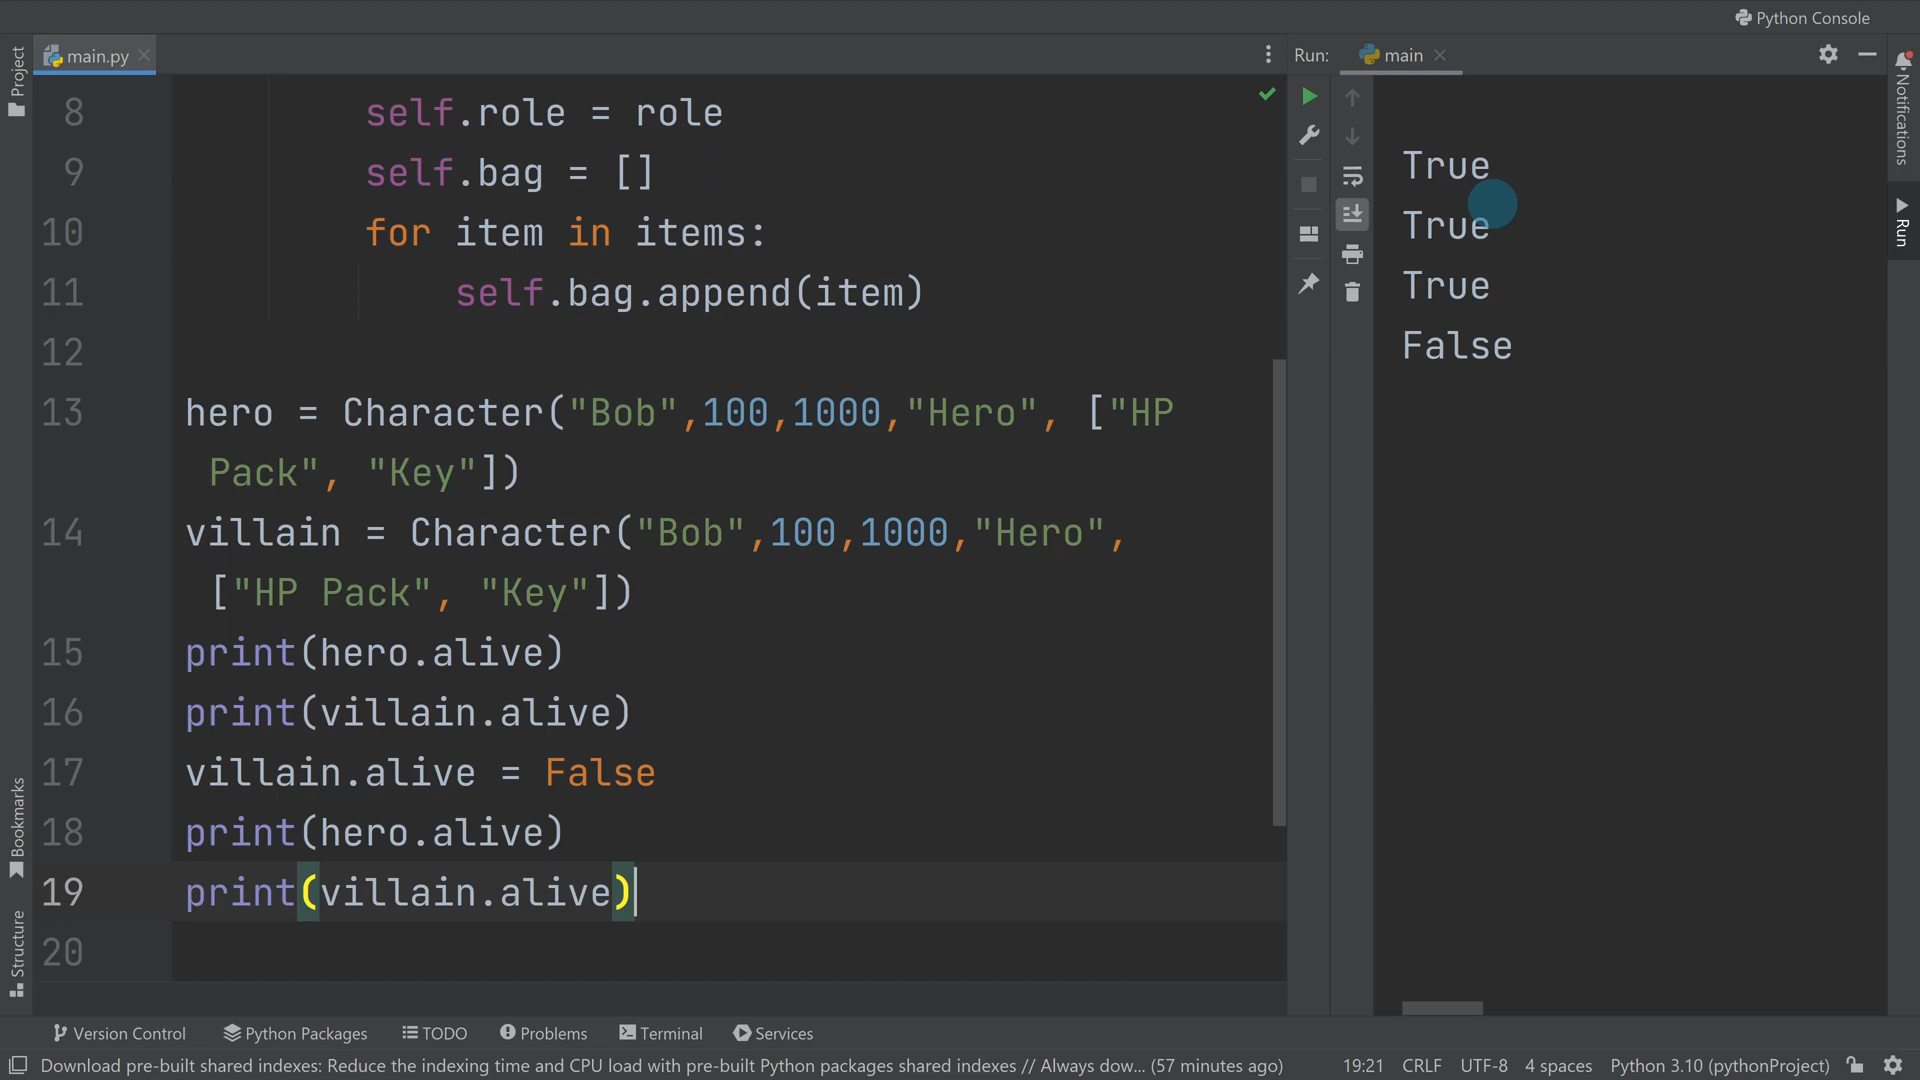 Python Console
Project
main.py
Run:
main
Notifications
Run
8 self.role = role
9 self.bag = []
10 for item in items:
11 self.bag.append(item)
12
13 hero = Character("Bob",100,1000,"Hero", ["HP
Pack", "Key"])
14 villain = Character("Bob",100,1000,"Hero",
["HP Pack", "Key"])
15 print(hero.alive)
16 print(villain.alive)
17 villain.alive = False
18 print(hero.alive)
19 print(villain.alive)
20
True
True
True
False
Bookmarks
Structure
Version Control
Python Packages
TODO
Problems
Terminal
Services
Download pre-built shared indexes: Reduce the indexing time and CPU load with pre-built Python packages shared indexes // Always dow... (57 minutes ago)
19:21 CRLF UTF-8 4 spaces Python 3.10 (pythonProject)